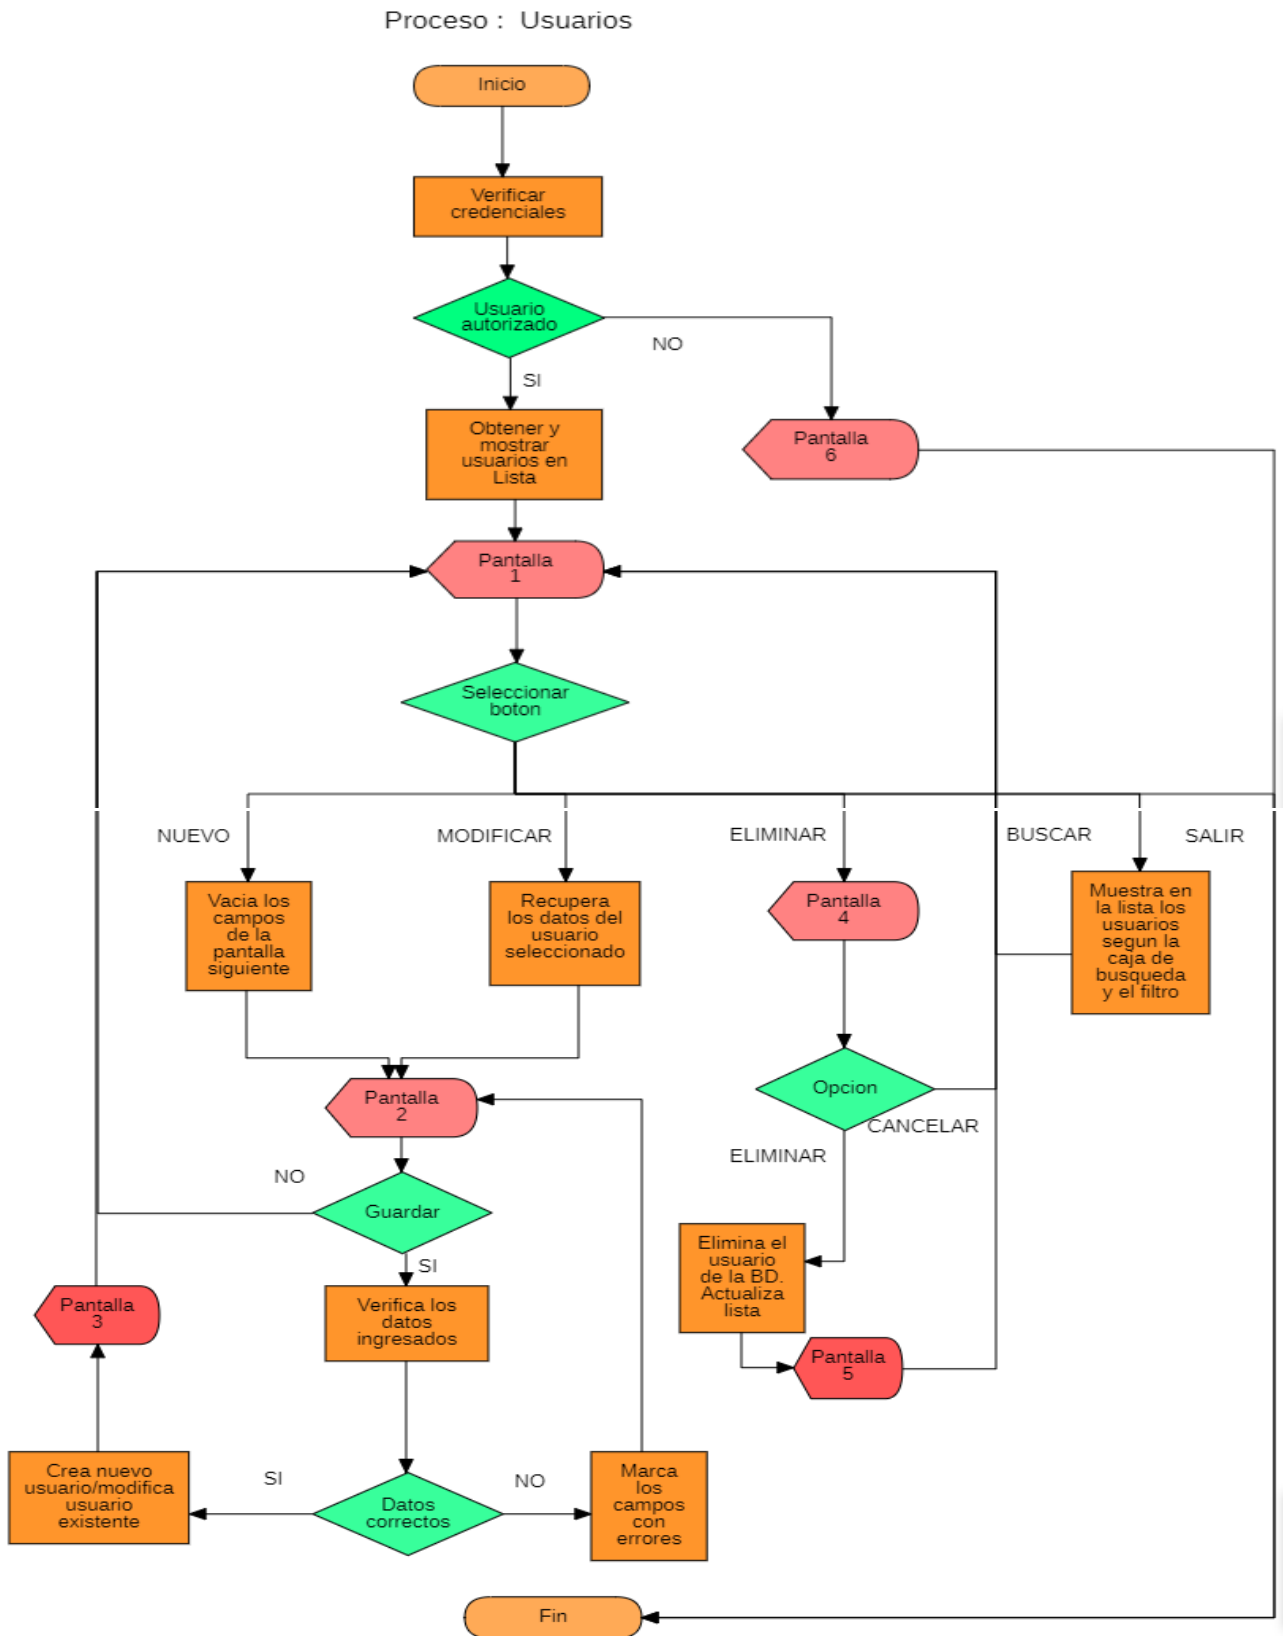 Proceso :  Usuarios
Inicio
Verificar
credenciales
Usuario
autorizado
NO
SI
Obtener y
mostrar
usuarios en
Lista
Pantalla
6
Pantalla
1
Seleccionar
boton
NUEVO
MODIFICAR
ELIMINAR
BUSCAR
SALIR
Vacia los
campos
de la
pantalla
siguiente
Recupera
los datos del
usuario
seleccionado
Pantalla
4
Muestra en
la lista los
usuarios
segun la
caja de
busqueda
y el filtro
Pantalla
2
Opcion
CANCELAR
ELIMINAR
NO
Guardar
SI
Elimina el
usuario
de la BD.
Actualiza
lista
Pantalla
3
Verifica los
datos
ingresados
Pantalla
5
Crea nuevo
usuario/modifica
usuario
existente
SI
Datos
correctos
NO
Marca
los
campos
con
errores
Fin